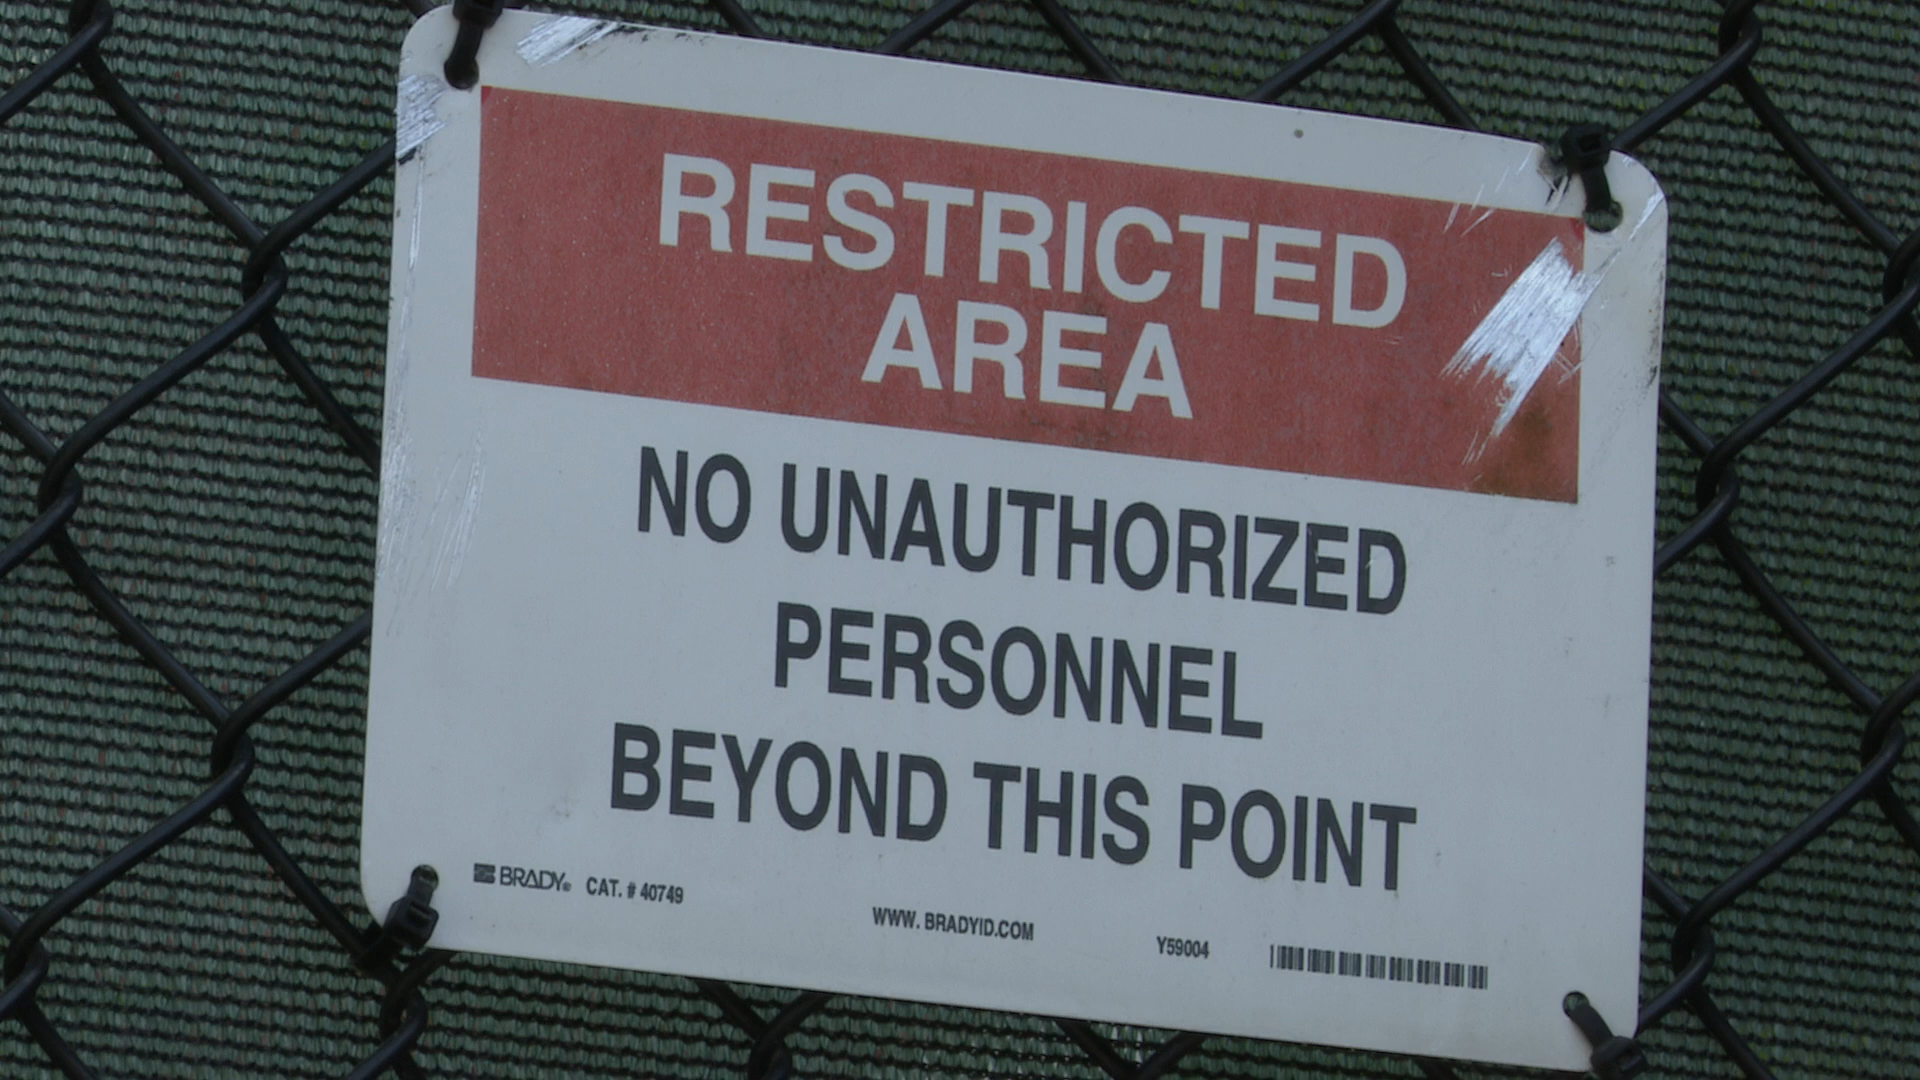 RESTRICTED
AREA
NO UNAUTHORIZED
PERSONNEL
BEYOND THIS POINT
BRADY® CAT. # 40749
WWW. BRADYID.COM
Y59004